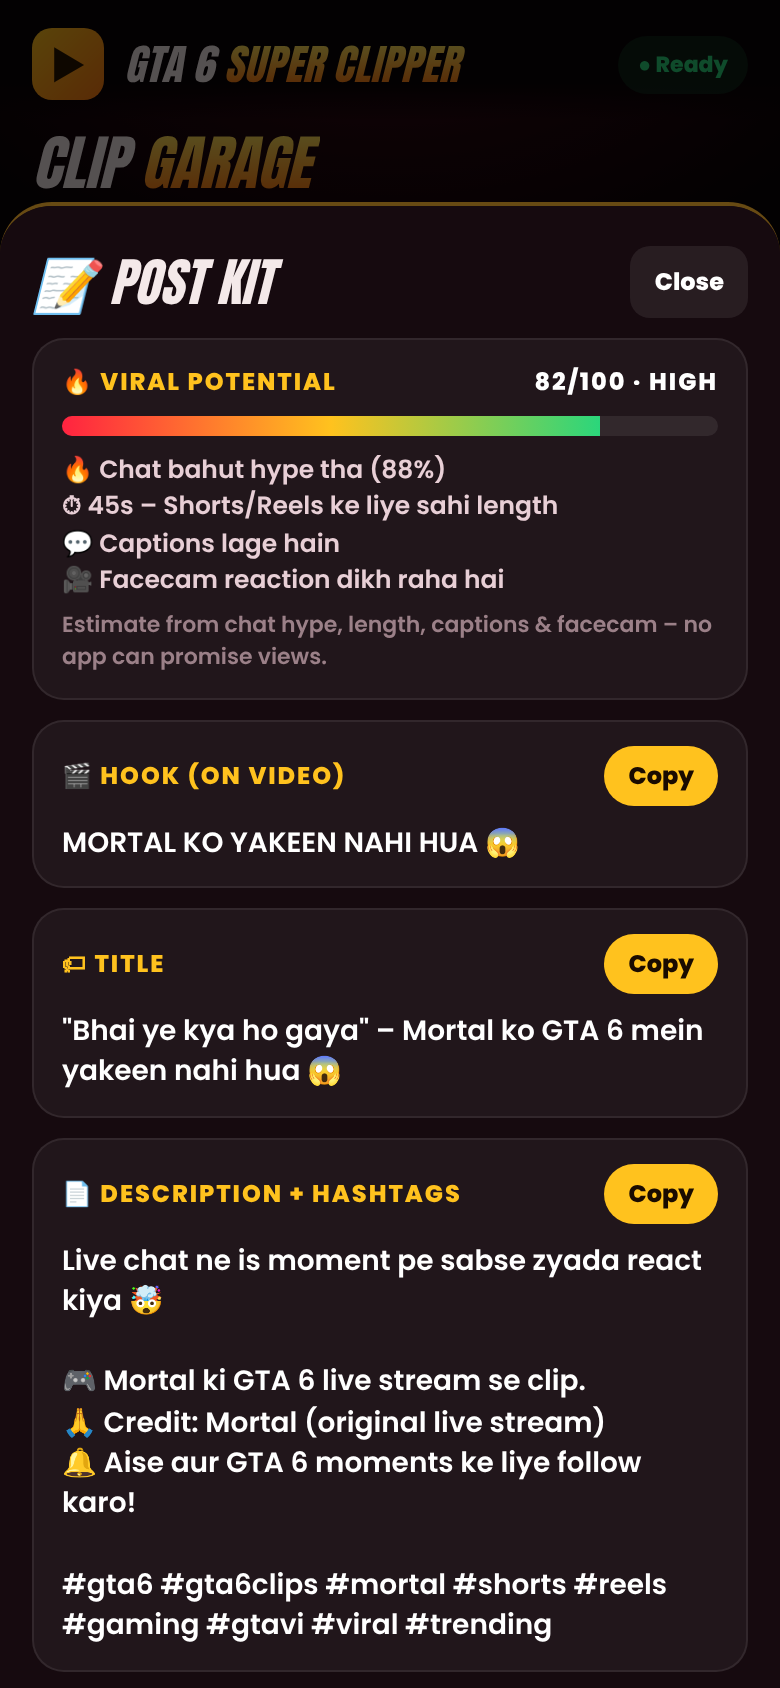 GTA 6 SUPER CLIPPER
● Ready
CLIP GARAGE
📝 POST KIT
Close
🔥 VIRAL POTENTIAL
82/100 · HIGH
🔥 Chat bahut hype tha (88%)
⏱ 45s – Shorts/Reels ke liye sahi length
💬 Captions lage hain
🎥 Facecam reaction dikh raha hai
Estimate from chat hype, length, captions & facecam – no
app can promise views.
🎬 HOOK (ON VIDEO)
Copy
MORTAL KO YAKEEN NAHI HUA 😱
🏷 TITLE
Copy
"Bhai ye kya ho gaya" – Mortal ko GTA 6 mein
yakeen nahi hua 😱
📄 DESCRIPTION + HASHTAGS
Copy
Live chat ne is moment pe sabse zyada react
kiya 🤯
🎮 Mortal ki GTA 6 live stream se clip.
🙏 Credit: Mortal (original live stream)
🔔 Aise aur GTA 6 moments ke liye follow
karo!
#gta6 #gta6clips #mortal #shorts #reels
#gaming #gtavi #viral #trending